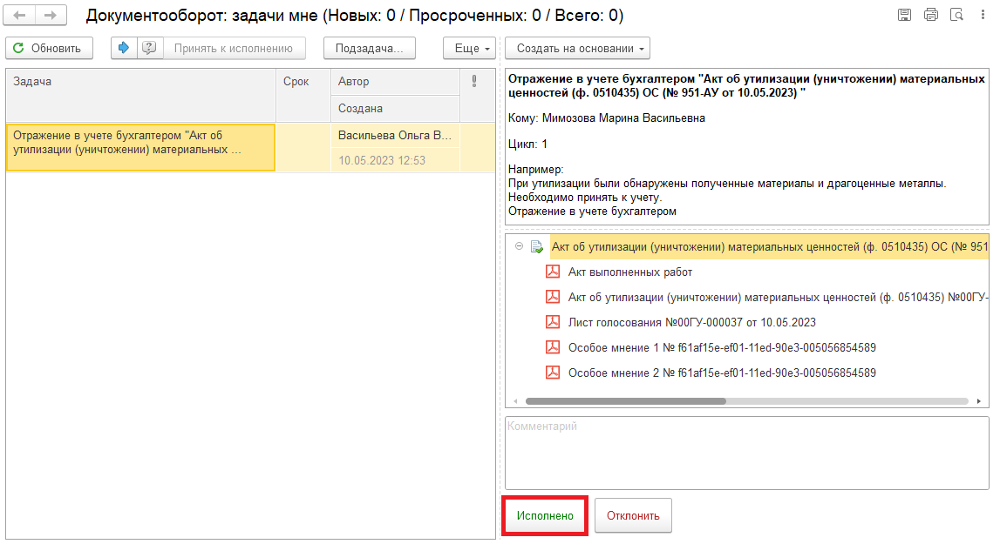 Документооборот: задачи мне (Новых: 0 / Просроченных: 0 / Всего: 0)
Обновить
Принять к исполнению
Подзадача...
Еще
Создать на основании
Задача
Срок
Автор
Создана
Отражение в учете бухгалтером "Акт об
утилизации (уничтожении) материальных ...
Васильева Ольга В...
10.05.2023 12:53
Отражение в учете бухгалтером "Акт об утилизации (уничтожении) материальных
ценностей (ф. 0510435) ОС (№ 951-АУ от 10.05.2023) "
Кому: Мимозова Марина Васильевна
Цикл: 1
Например:
При утилизации были обнаружены полученные материалы и драгоценные металлы.
Необходимо принять к учету.
Отражение в учете бухгалтером
Акт об утилизации (уничтожении) материальных ценностей (ф. 0510435) ОС (№ 951
Акт выполненных работ
Акт об утилизации (уничтожении) материальных ценностей (ф. 0510435) №00ГУ-
Лист голосования №00ГУ-000037 от 10.05.2023
Особое мнение 1 № f61af15e-ef01-11ed-90e3-005056854589
Особое мнение 2 № f61af15e-ef01-11ed-90e3-005056854589
Комментарий
Исполнено
Отклонить